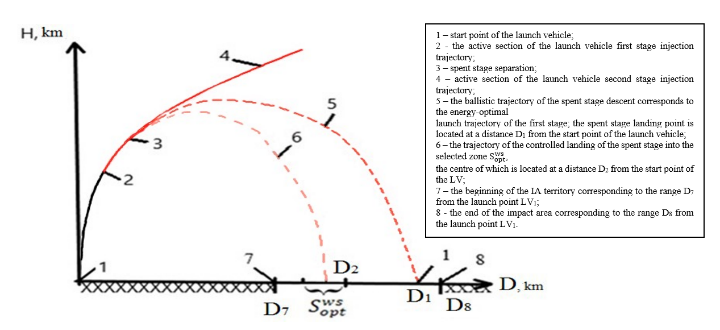 H, km
4
5
3
6
2
1
7
D₂
1
8
D, km
D₇
S^ws_opt
D₁
D₈
1 – start point of the launch vehicle;
2 - the active section of the launch vehicle first stage injection
trajectory;
3 – spent stage separation;
4 – active section of the launch vehicle second stage injection
trajectory;
5 – the ballistic trajectory of the spent stage descent corresponds to
the energy-optimal
launch trajectory of the first stage; the spent stage landing point is
located at a distance D₁ from the start point of the launch vehicle;
6 – the trajectory of the controlled landing of the spent stage into the
selected zone S^ws_opt,
the centre of which is located at a distance D₂ from the start point of
the LV;
7 – the beginning of the IA territory corresponding to the range D₇
from the launch point LV₁;
8 - the end of the impact area corresponding to the range D₈ from
the launch point LV₁.